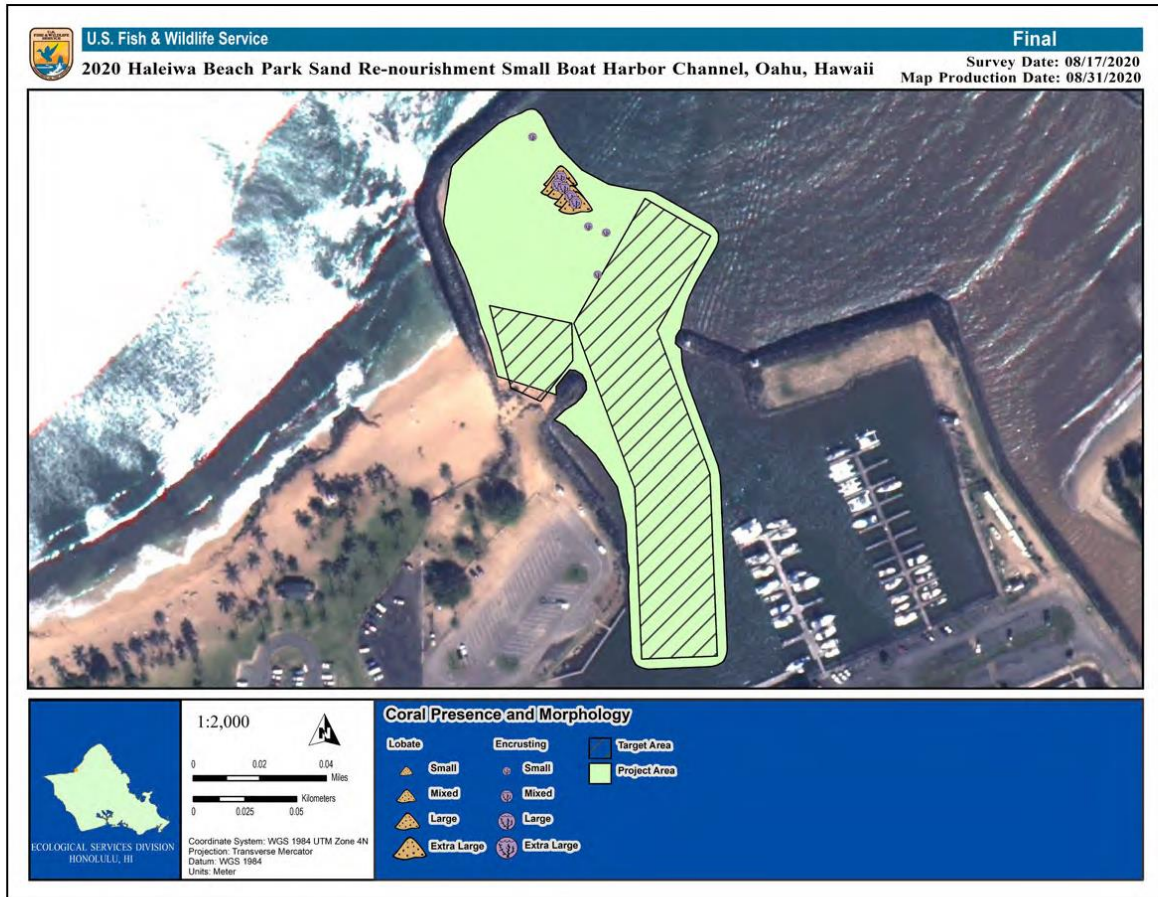 U.S. FISH & WILDLIFE SERVICE
U.S. Fish & Wildlife Service
Final
2020 Haleiwa Beach Park Sand Re-nourishment Small Boat Harbor Channel, Oahu, Hawaii
Survey Date: 08/17/2020
Map Production Date: 08/31/2020
ECOLOGICAL SERVICES DIVISION
HONOLULU, HI
1:2,000
N
0 0.02 0.04
Miles
Kilometers
0 0.025 0.05
Coordinate System: WGS 1984 UTM Zone 4N
Projection: Transverse Mercator
Datum: WGS 1984
Units: Meter
Coral Presence and Morphology
Lobate
Small
Mixed
Large
Extra Large
Encrusting
Small
Mixed
Large
Extra Large
Target Area
Project Area